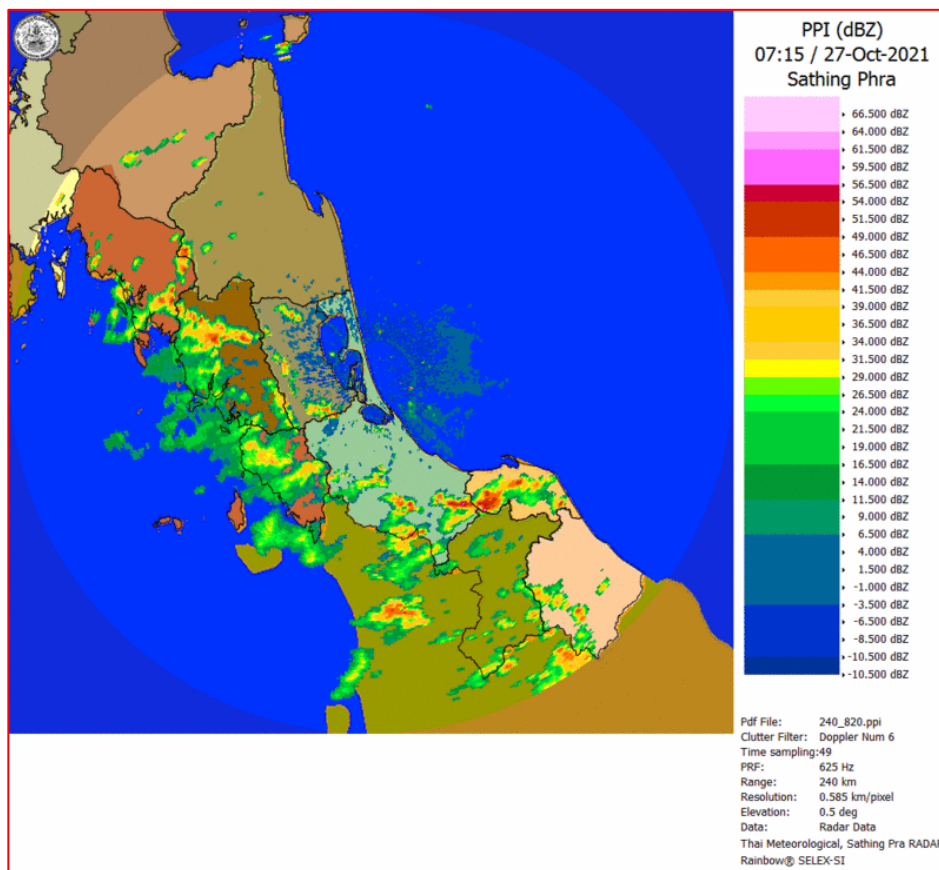 PPI (dBZ)
07:15 / 27-Oct-2021
Sathing Phra
66.500 dBZ
64.000 dBZ
61.500 dBZ
59.500 dBZ
56.500 dBZ
54.000 dBZ
51.500 dBZ
49.000 dBZ
46.500 dBZ
44.000 dBZ
41.500 dBZ
39.000 dBZ
36.500 dBZ
34.000 dBZ
31.500 dBZ
29.000 dBZ
26.500 dBZ
24.000 dBZ
21.500 dBZ
19.000 dBZ
16.500 dBZ
14.000 dBZ
11.500 dBZ
9.000 dBZ
6.500 dBZ
4.000 dBZ
1.500 dBZ
-1.000 dBZ
-3.500 dBZ
-6.500 dBZ
-8.500 dBZ
-10.500 dBZ
-10.500 dBZ
Pdf File: 240_820.ppi
Clutter Filter: Doppler Num 6
Time sampling:49
PRF: 625 Hz
Range: 240 km
Resolution: 0.585 km/pixel
Elevation: 0.5 deg
Data: Radar Data
Thai Meteorological, Sathing Pra RADAR
Rainbow® SELEX-SI